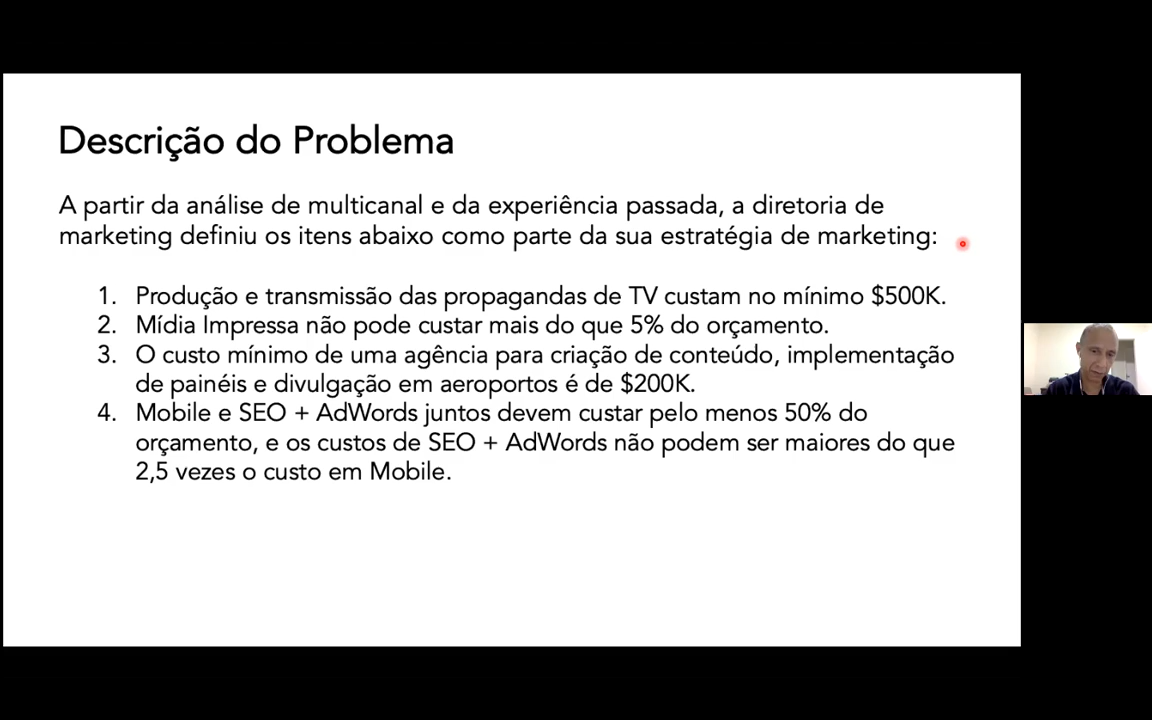 Descrição do Problema
A partir da análise de multicanal e da experiência passada, a diretoria de
marketing definiu os itens abaixo como parte da sua estratégia de marketing:
1. Produção e transmissão das propagandas de TV custam no mínimo $500K.
2. Mídia Impressa não pode custar mais do que 5% do orçamento.
3. O custo mínimo de uma agência para criação de conteúdo, implementação
de painéis e divulgação em aeroportos é de $200K.
4. Mobile e SEO + AdWords juntos devem custar pelo menos 50% do
orçamento, e os custos de SEO + AdWords não podem ser maiores do que
2,5 vezes o custo em Mobile.